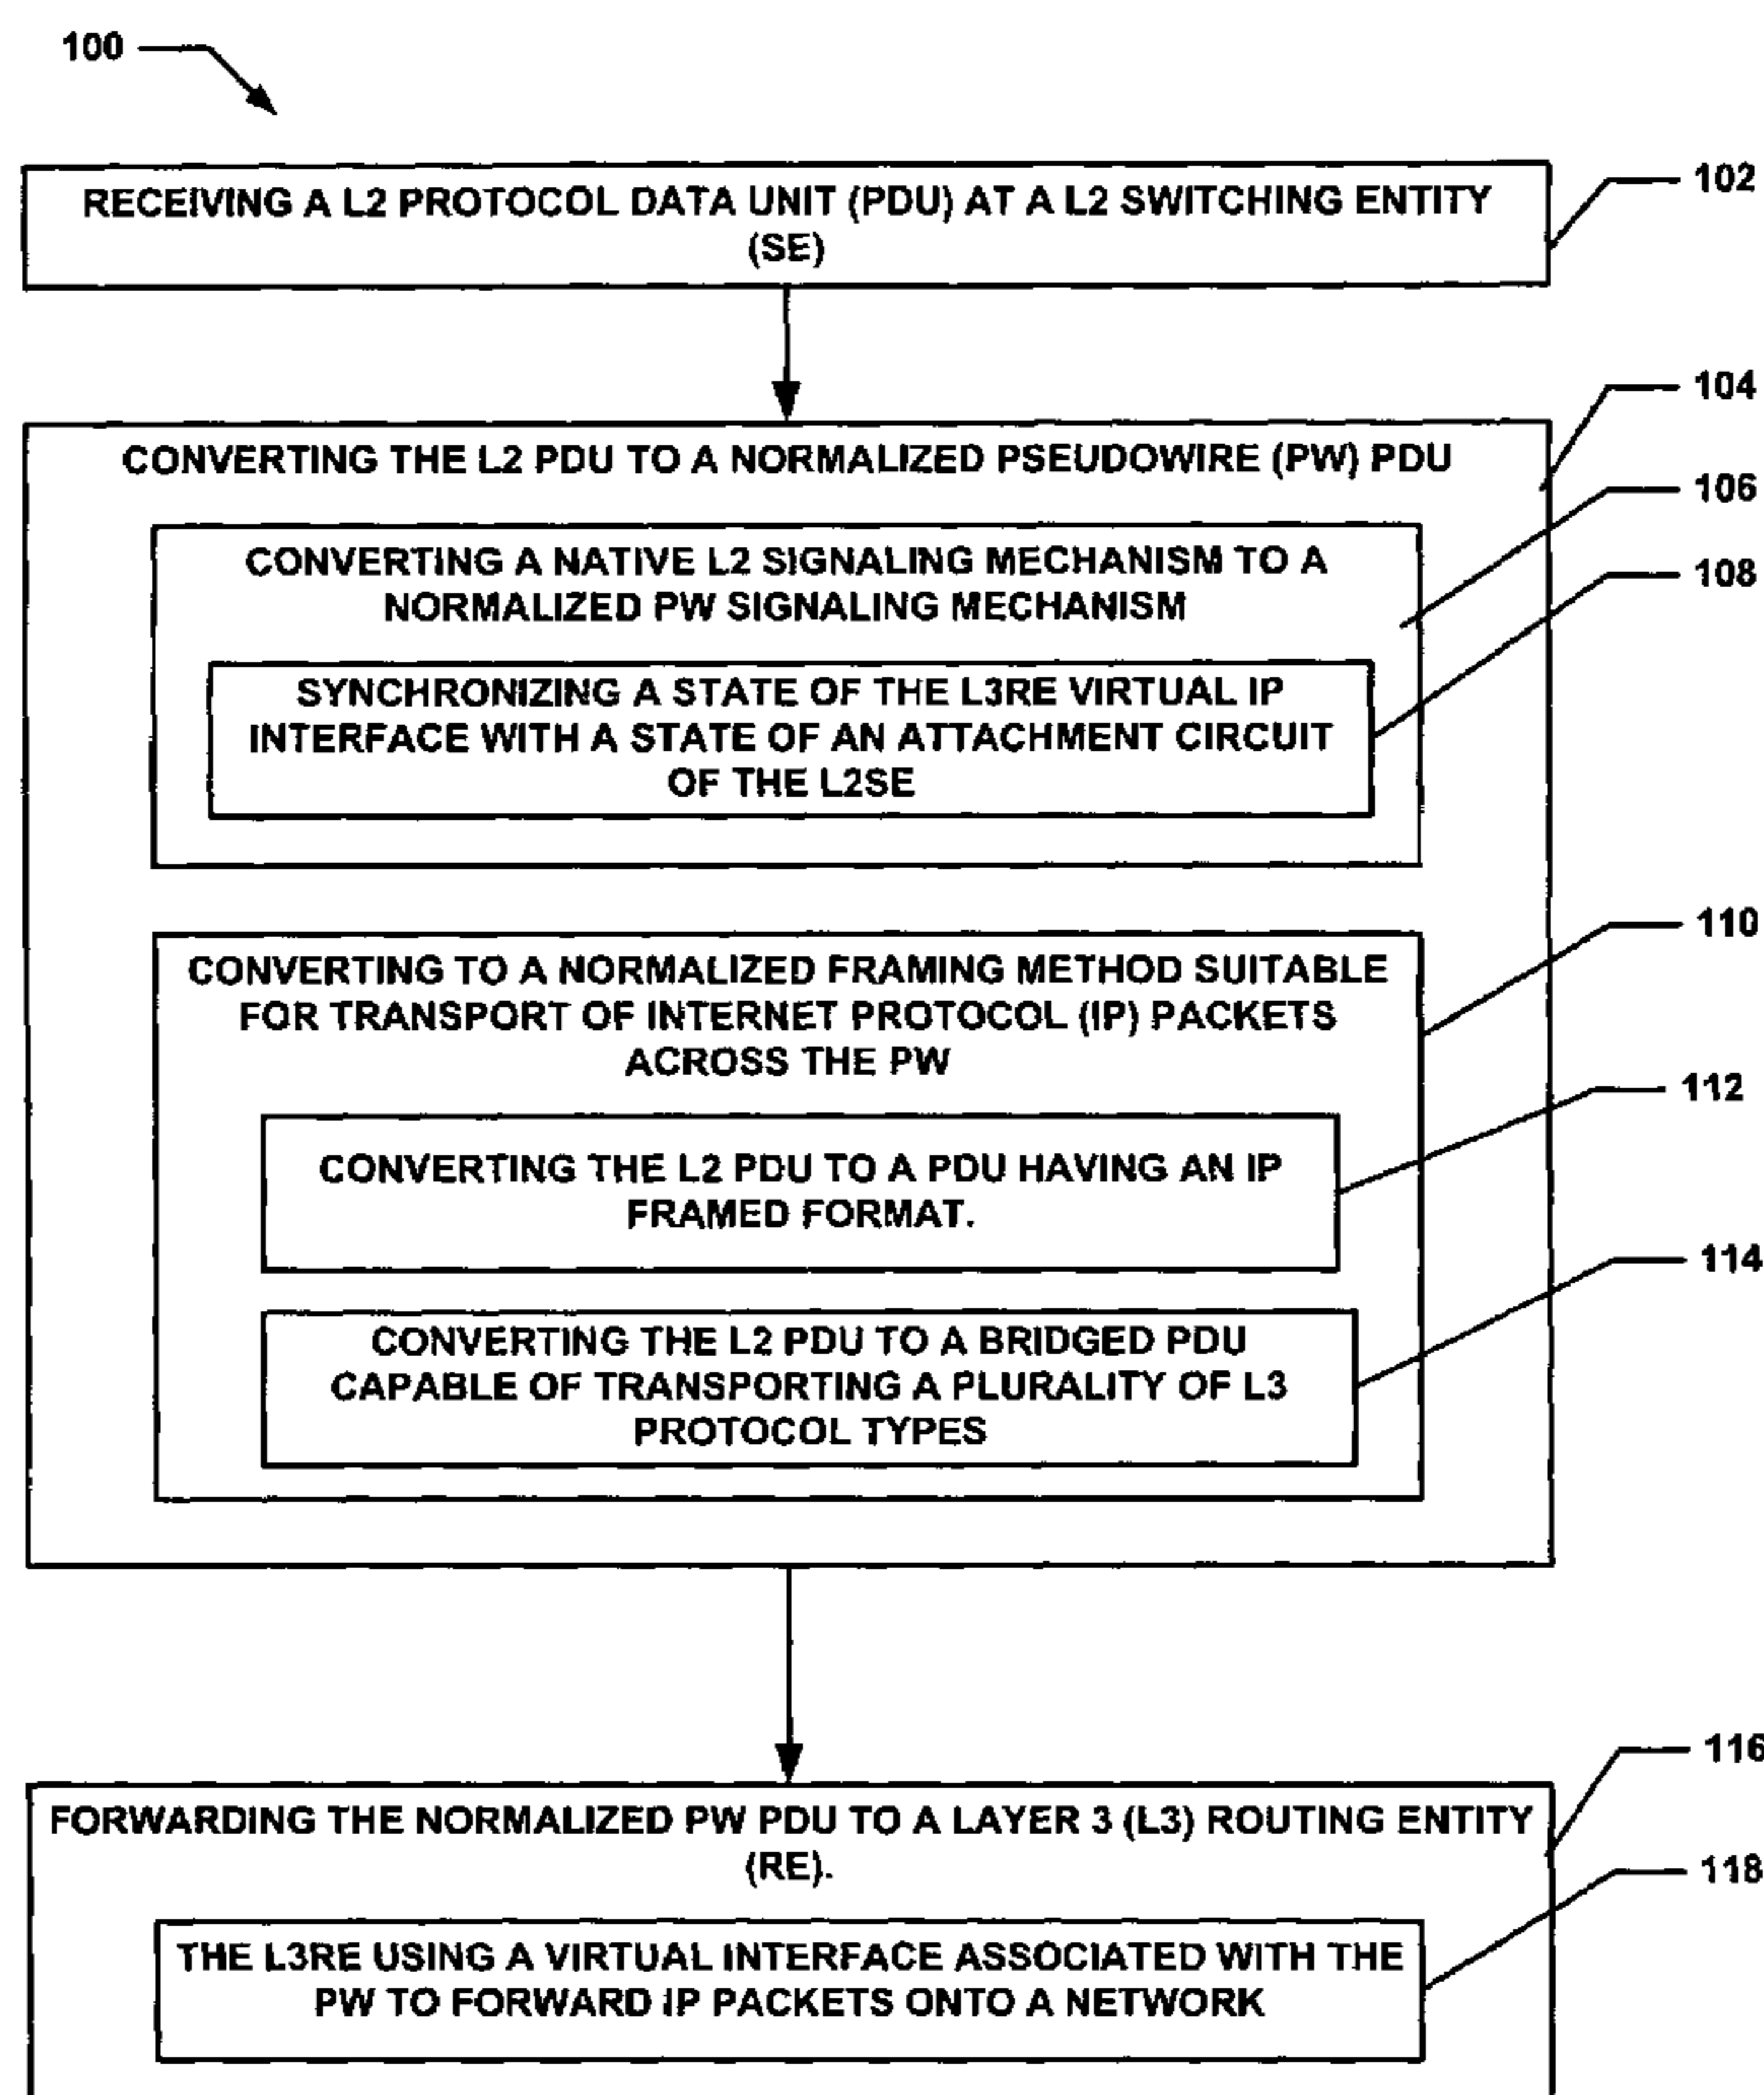 100
RECEIVING A L2 PROTOCOL DATA UNIT (PDU) AT A L2 SWITCHING ENTITY
(SE)
102
104
CONVERTING THE L2 PDU TO A NORMALIZED PSEUDOWIRE (PW) PDU
106
CONVERTING A NATIVE L2 SIGNALING MECHANISM TO A
NORMALIZED PW SIGNALING MECHANISM
108
SYNCHRONIZING A STATE OF THE L3RE VIRTUAL IP
INTERFACE WITH A STATE OF AN ATTACHMENT CIRCUIT
OF THE L2SE
110
CONVERTING TO A NORMALIZED FRAMING METHOD SUITABLE
FOR TRANSPORT OF INTERNET PROTOCOL (IP) PACKETS
ACROSS THE PW
112
CONVERTING THE L2 PDU TO A PDU HAVING AN IP
FRAMED FORMAT.
114
CONVERTING THE L2 PDU TO A BRIDGED PDU
CAPABLE OF TRANSPORTING A PLURALITY OF L3
PROTOCOL TYPES
116
FORWARDING THE NORMALIZED PW PDU TO A LAYER 3 (L3) ROUTING ENTITY
(RE).
118
THE L3RE USING A VIRTUAL INTERFACE ASSOCIATED WITH THE
PW TO FORWARD IP PACKETS ONTO A NETWORK